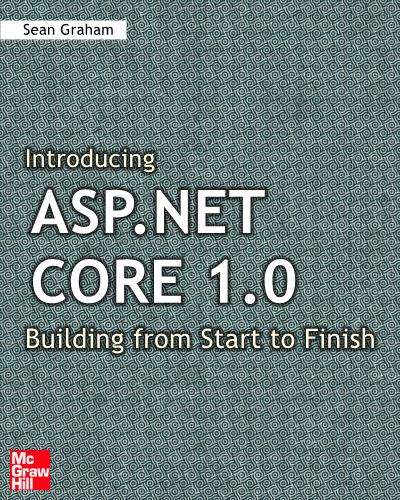 Sean Graham
Introducing
ASP.NET
CORE 1.0
Building from Start to Finish
Mc
Graw
Hill